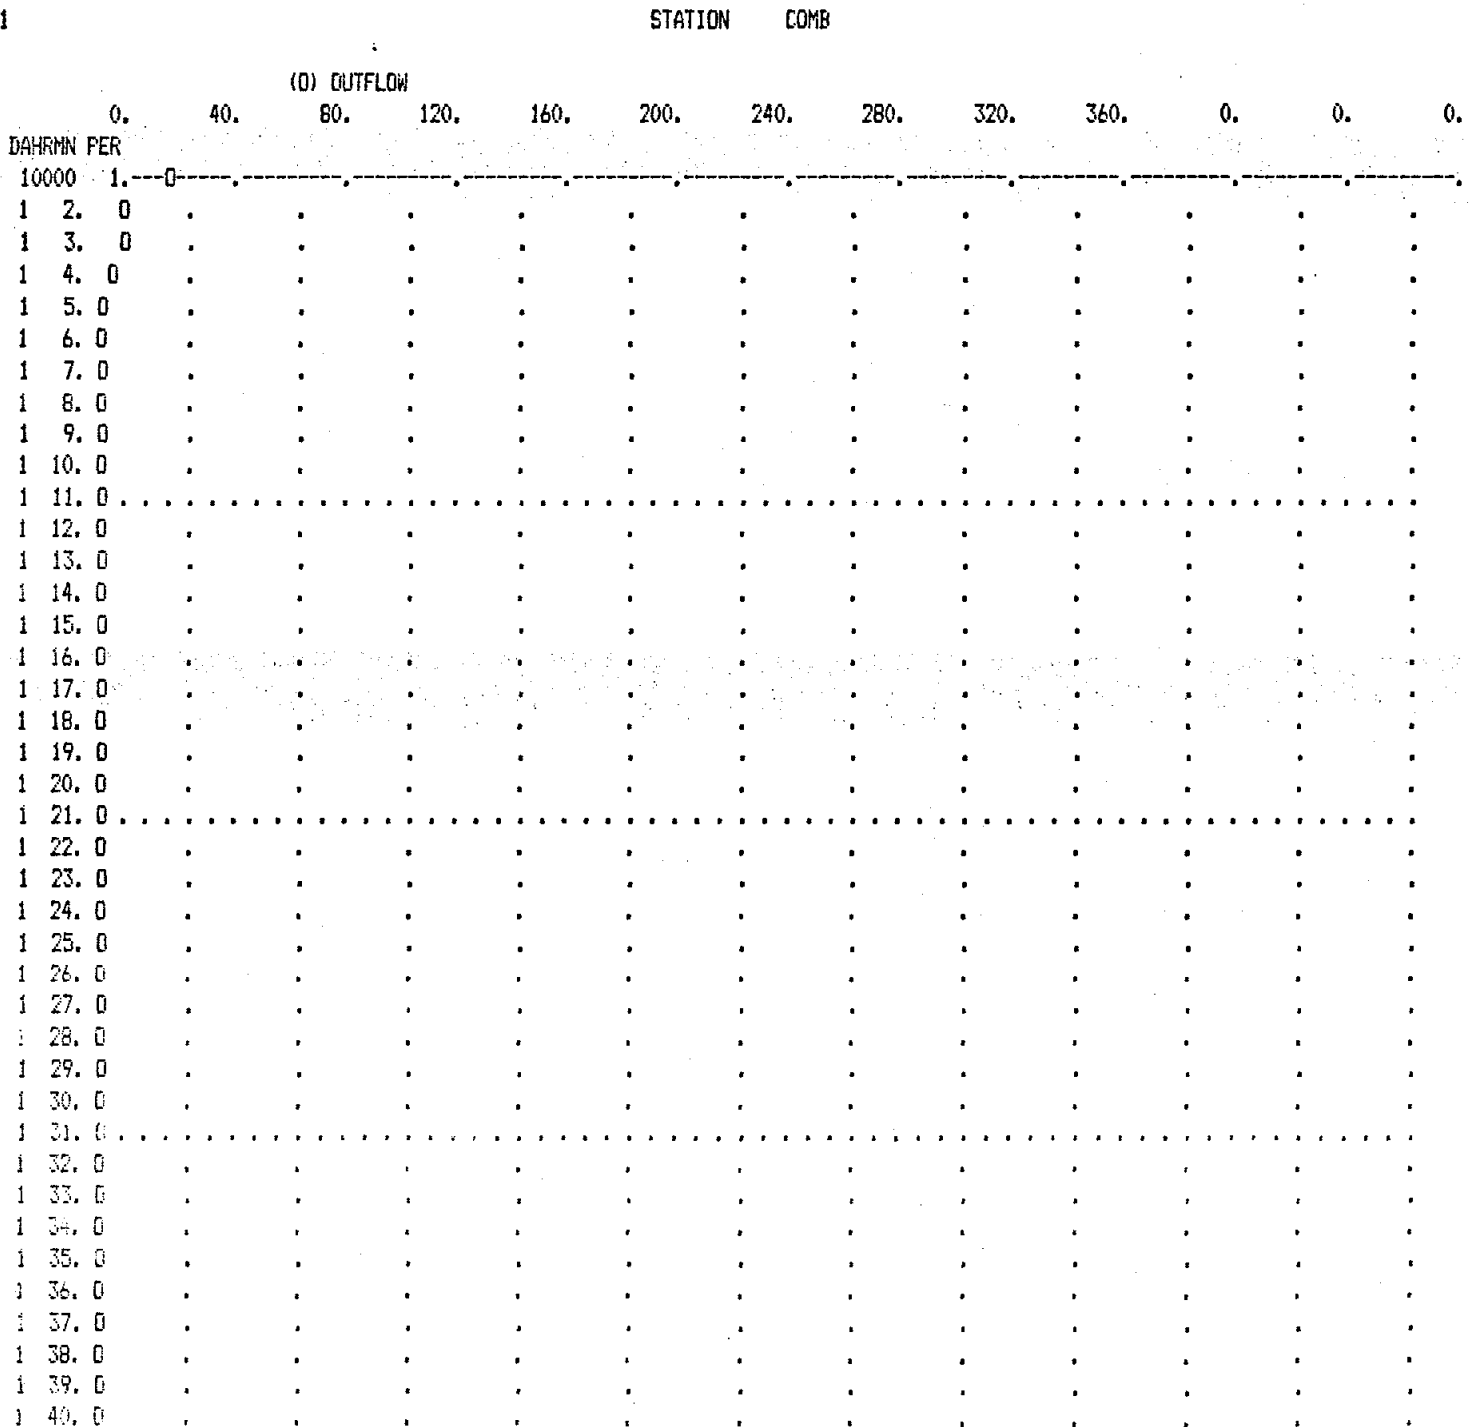 1 STATION COMB
(O) OUTFLOW
0. 40. 80. 120. 160. 200. 240. 280. 320. 360. 0. 0. 0.
DAHRMN PER
10000 1.---O-----.---------.---------.---------.---------.---------.---------.---------.---------.---------.---------.---------.
1 2. O . . . . . . . . . . . .
1 3. O . . . . . . . . . . . .
1 4. O . . . . . . . . . . . .
1 5. O . . . . . . . . . . . .
1 6. O . . . . . . . . . . . .
1 7. O . . . . . . . . . . . .
1 8. O . . . . . . . . . . . .
1 9. O . . . . . . . . . . . .
1 10. O . . . . . . . . . . . .
1 11. O . . . . . . . . . . . . . . . . . . . . . . . . . . . . . . . . . . . . . . . . . . . . . . . . . . . . . . . . . . . .
1 12. O . . . . . . . . . . . .
1 13. O . . . . . . . . . . . .
1 14. O . . . . . . . . . . . .
1 15. O . . . . . . . . . . . .
1 16. O . . . . . . . . . . . .
1 17. O . . . . . . . . . . . .
1 18. O . . . . . . . . . . . .
1 19. O . . . . . . . . . . . .
1 20. O . . . . . . . . . . . .
1 21. O . . . . . . . . . . . . . . . . . . . . . . . . . . . . . . . . . . . . . . . . . . . . . . . . . . . . . . . . . . . .
1 22. O . . . . . . . . . . . .
1 23. O . . . . . . . . . . . .
1 24. O . . . . . . . . . . . .
1 25. O . . . . . . . . . . . .
1 26. O . . . . . . . . . . . .
1 27. O . . . . . . . . . . . .
1 28. O . . . . . . . . . . . .
1 29. O . . . . . . . . . . . .
1 30. O . . . . . . . . . . . .
1 31. O . . . . . . . . . . . . . . . . . . . . . . . . . . . . . . . . . . . . . . . . . . . . . . . . . . . . . . . . . . . .
1 32. O . . . . . . . . . . . .
1 33. O . . . . . . . . . . . .
1 34. O . . . . . . . . . . . .
1 35. O . . . . . . . . . . . .
1 36. O . . . . . . . . . . . .
1 37. O . . . . . . . . . . . .
1 38. O . . . . . . . . . . . .
1 39. O . . . . . . . . . . . .
1 40. O . . . . . . . . . . . .